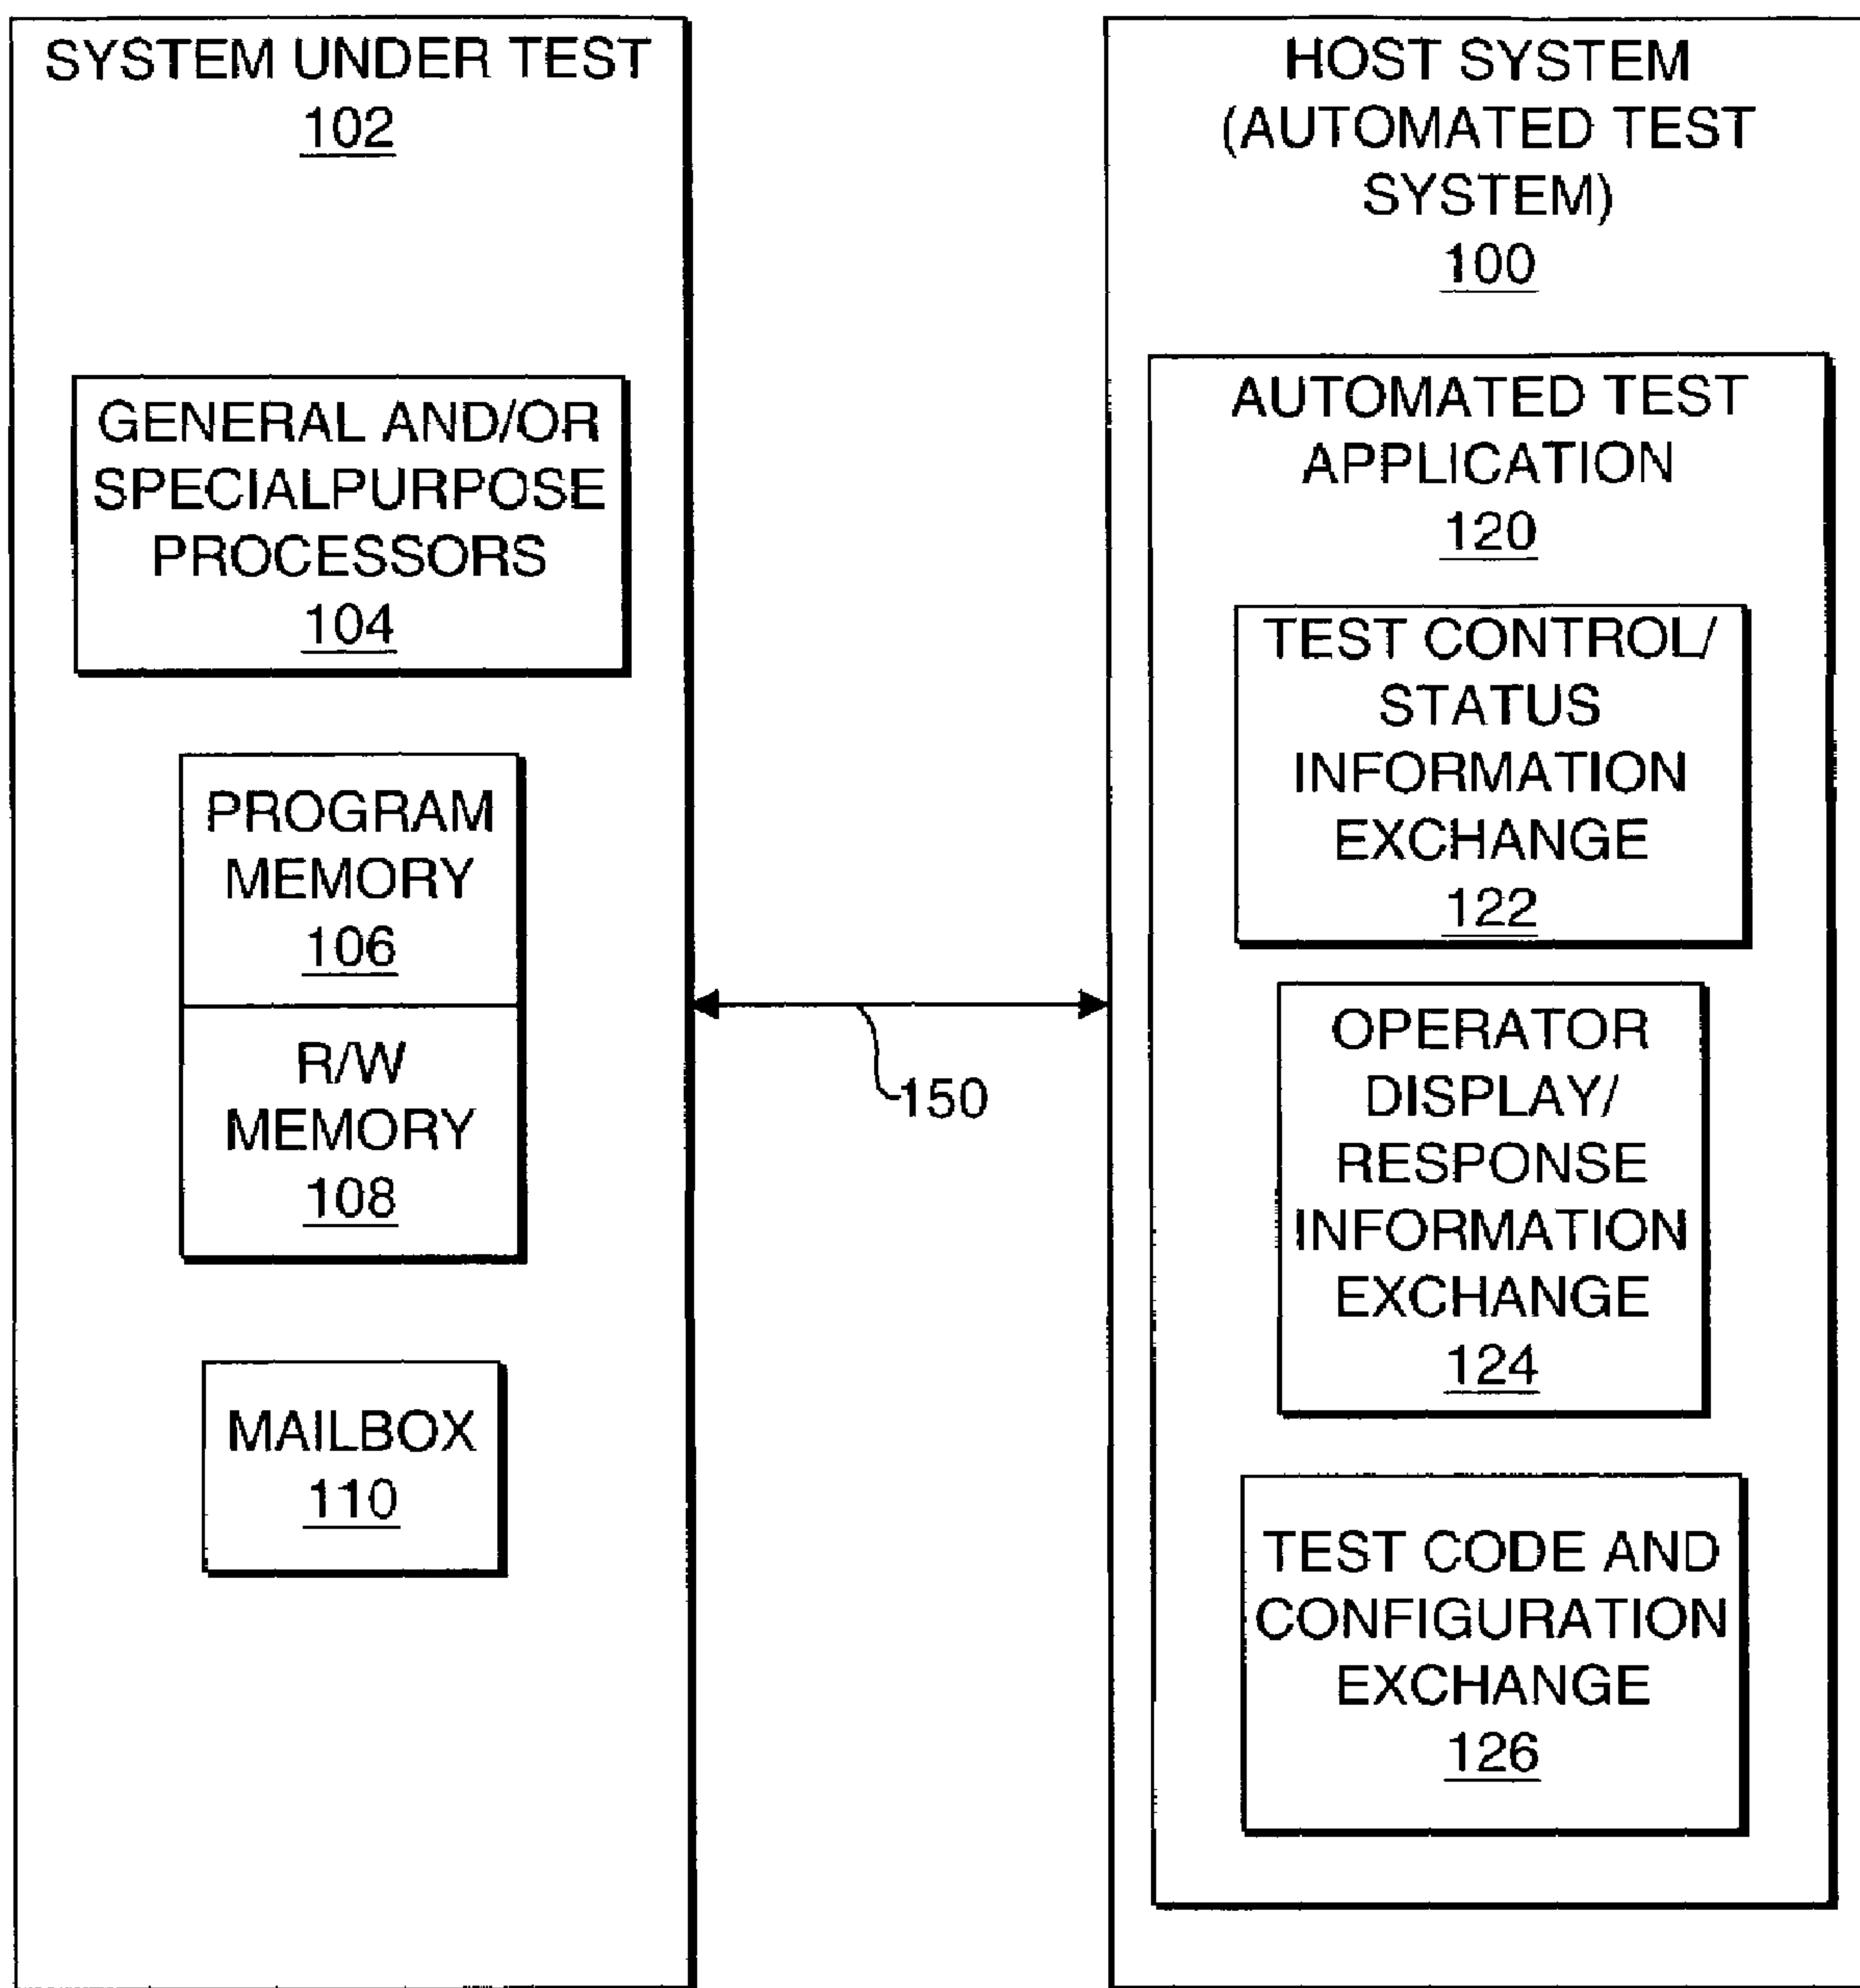 SYSTEM UNDER TEST
102
GENERAL AND/OR
SPECIALPURPOSE
PROCESSORS
104
PROGRAM
MEMORY
106
R/W
MEMORY
108
MAILBOX
110
150
HOST SYSTEM
(AUTOMATED TEST
SYSTEM)
100
AUTOMATED TEST
APPLICATION
120
TEST CONTROL/
STATUS
INFORMATION
EXCHANGE
122
OPERATOR
DISPLAY/
RESPONSE
INFORMATION
EXCHANGE
124
TEST CODE AND
CONFIGURATION
EXCHANGE
126